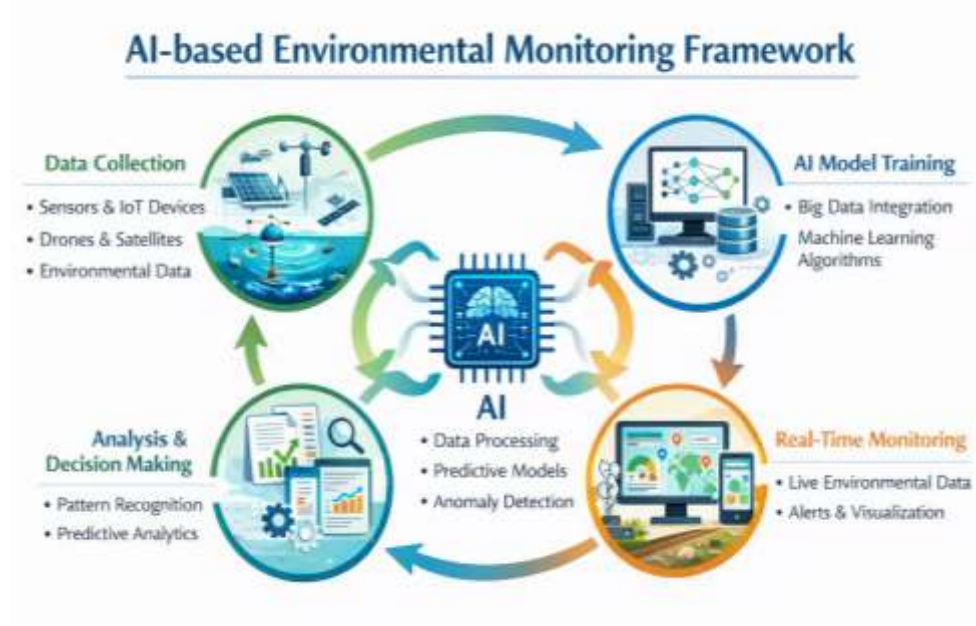 AI-based Environmental Monitoring Framework
Data Collection
• Sensors & IoT Devices
• Drones & Satellites
• Environmental Data
AI Model Training
• Big Data Integration
Machine Learning
Algorithms
AI
AI
• Data Processing
• Predictive Models
• Anomaly Detection
Analysis &
Decision Making
• Pattern Recognition
• Predictive Analytics
Real-Time Monitoring
• Live Environmental Data
• Alerts & Visualization